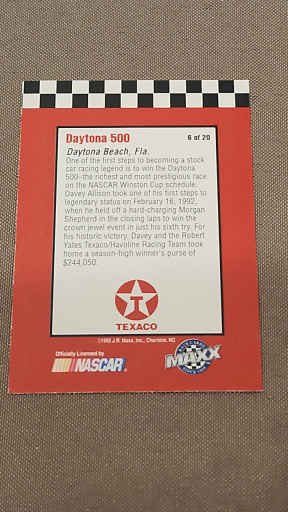 Daytona 500
6 of 20
Daytona Beach, Fla.
One of the first steps to becoming a stock
car racing legend is to win the Daytona
500–the richest and most prestigious race
on the NASCAR Winston Cup schedule.
Davey Allison took one of his first steps to
legendary status on February 16, 1992,
when he held off a hard-charging Morgan
Shepherd in the closing laps to win the
crown jewel event in just his sixth try. For
his historic victory, Davey and the Robert
Yates Texaco/Havoline Racing Team took
home a season-high winner's purse of
$244,050.
T
TEXACO
J.R. Maxx, Inc., Charlotte, NC
Officially Licensed by
NASCAR
MAXX